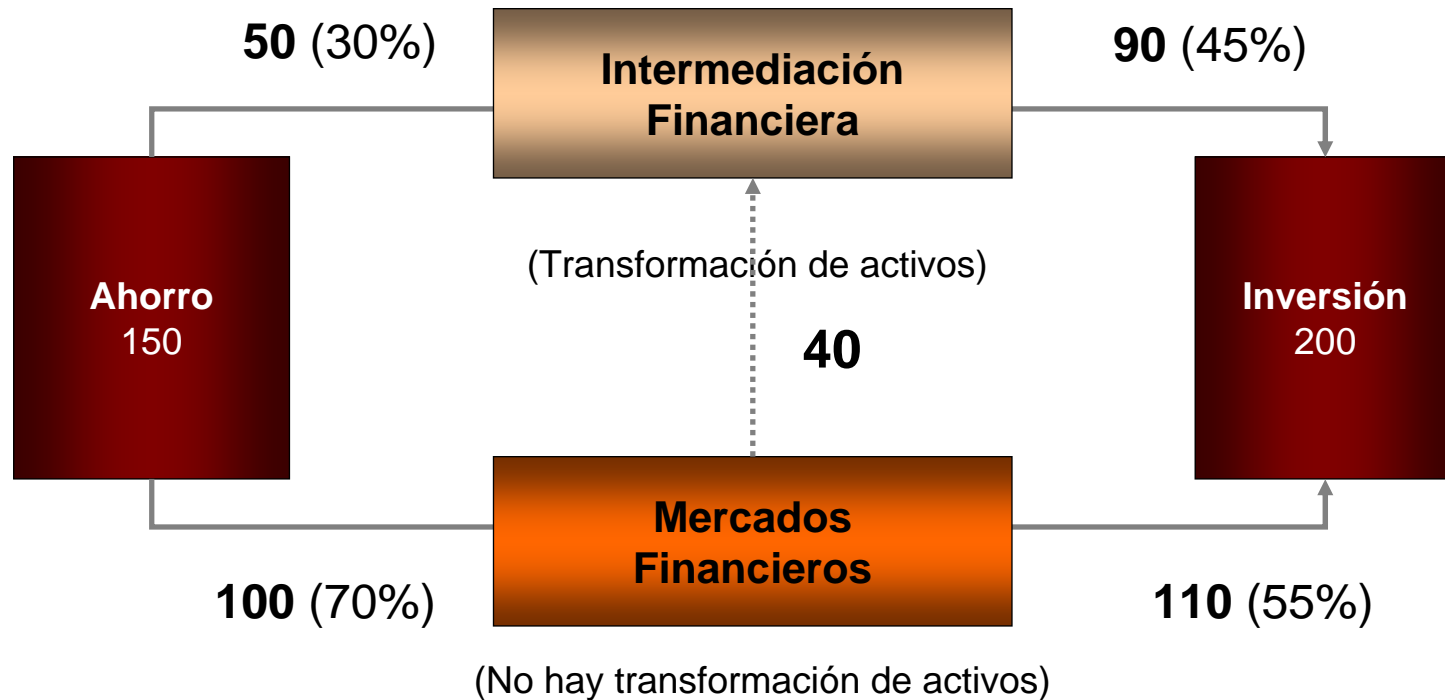 50 (30%)
90 (45%)
Intermediación
Financiera
(Transformación de activos)
Ahorro
150
40
Inversión
200
Mercados
Financieros
100 (70%)
110 (55%)
(No hay transformación de activos)